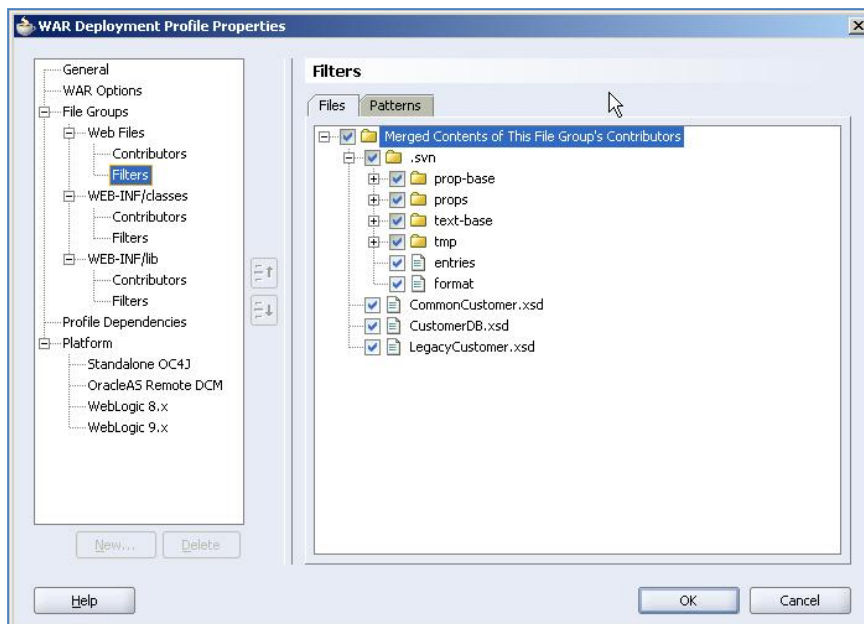 WAR Deployment Profile Properties
General
WAR Options
File Groups
Web Files
Contributors
Filters
WEB-INF/classes
Contributors
Filters
WEB-INF/lib
Contributors
Filters
Profile Dependencies
Platform
Standalone OC4J
OracleAS Remote DCM
WebLogic 8.x
WebLogic 9.x
New...
Delete
Filters
Files
Patterns
Merged Contents of This File Group's Contributors
.svn
prop-base
props
text-base
tmp
entries
format
CommonCustomer.xsd
CustomerDB.xsd
LegacyCustomer.xsd
Help
OK
Cancel